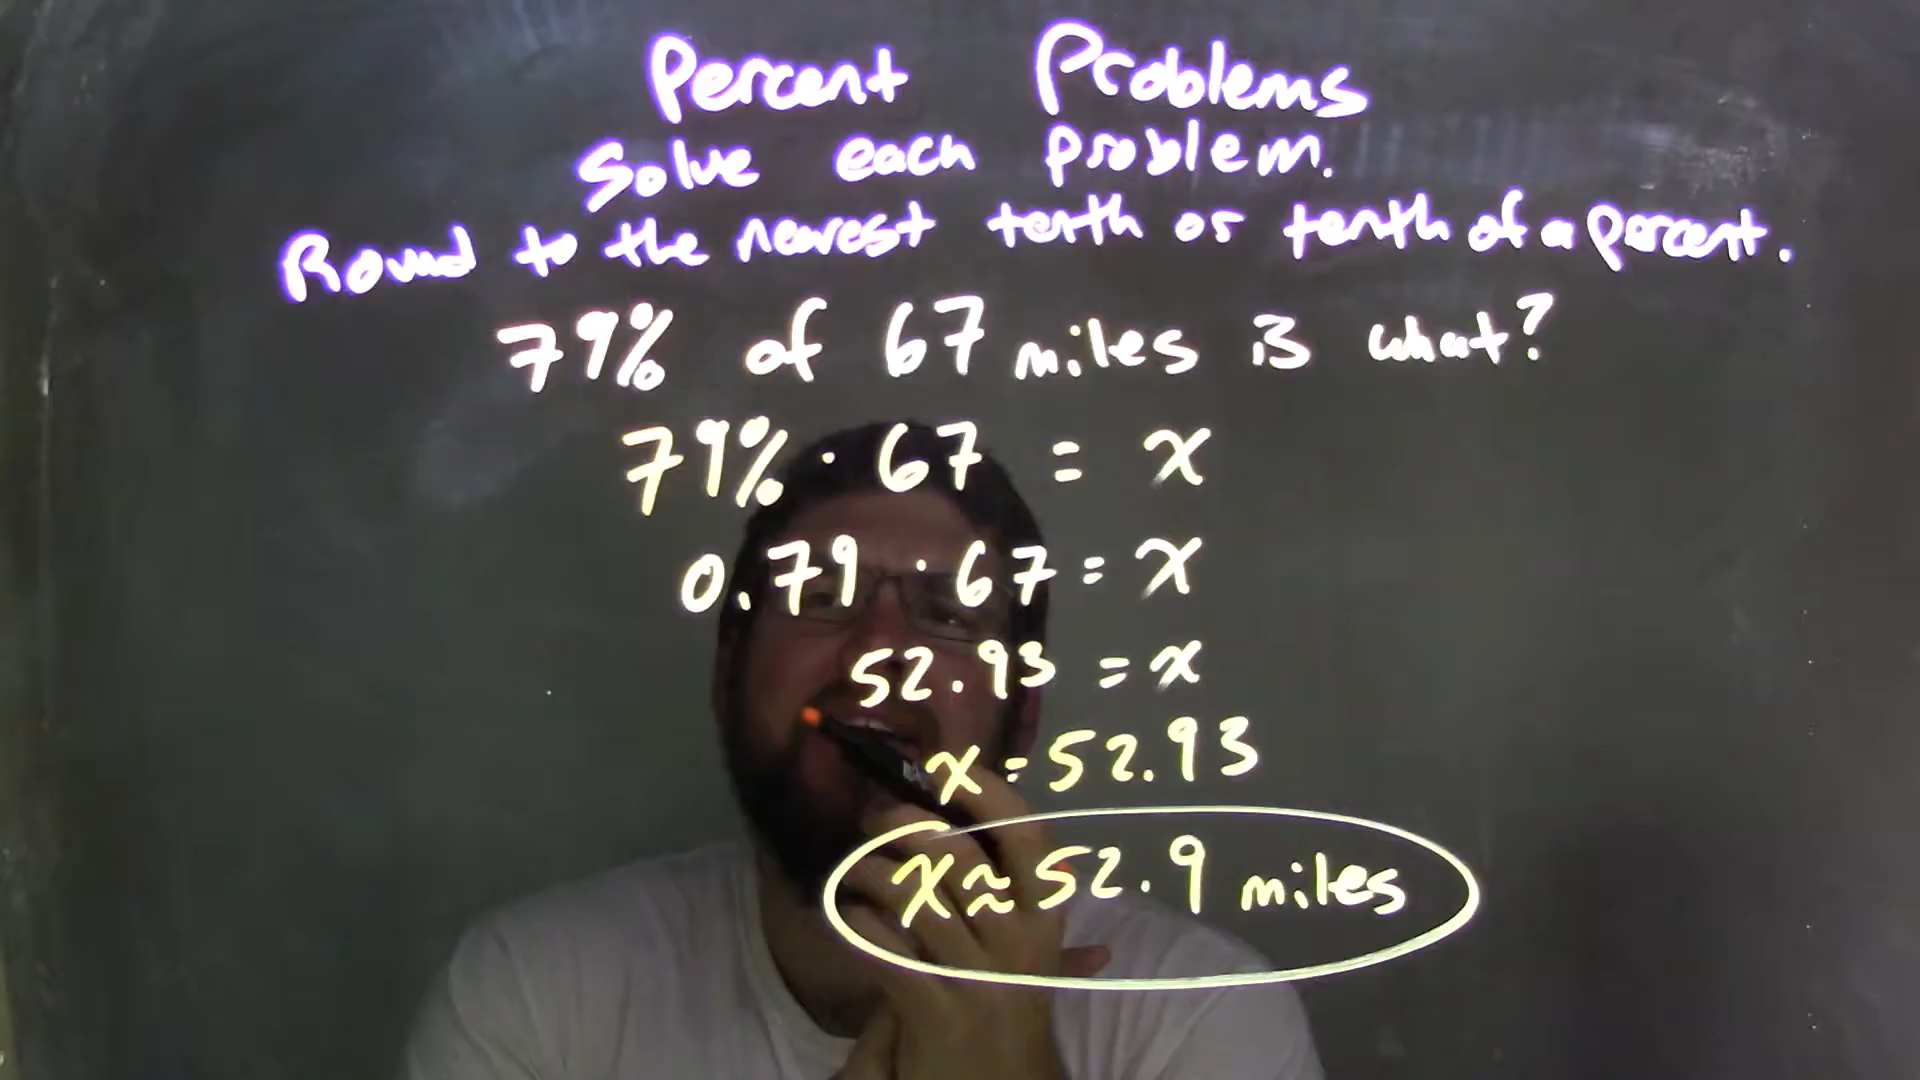 Percent Problems
Solve each problem.
Round to the nearest tenth or tenth of a percent.
79% of 67 miles is what?
79% · 67 = x
0.79 · 67 = x
52.93 = x
x = 52.93
x ≈ 52.9 miles